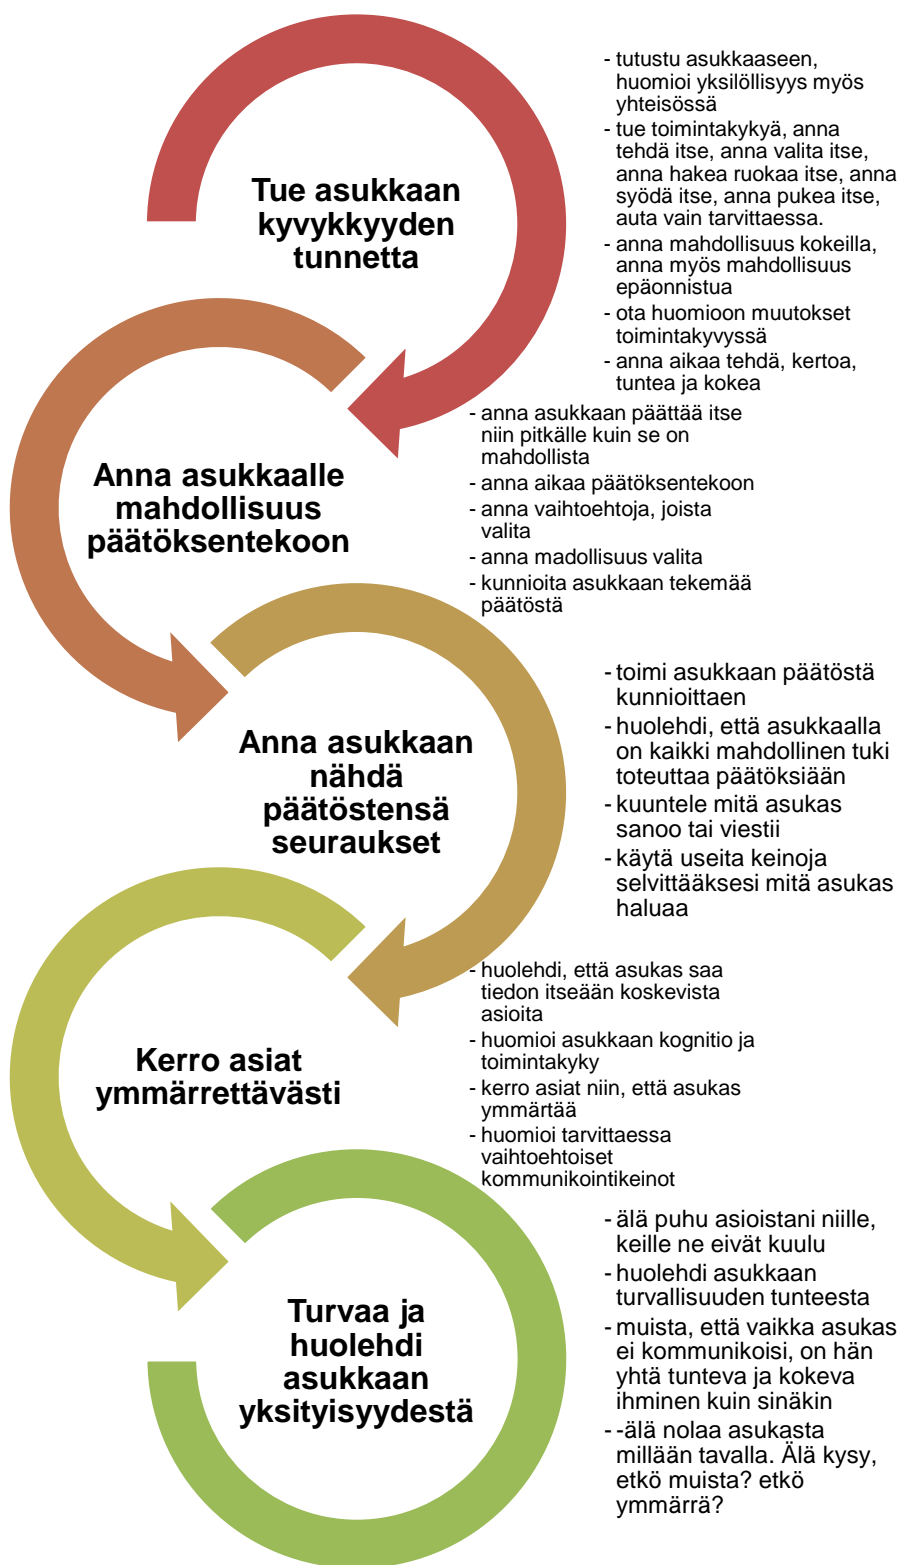 Tue asukkaan
kyvykkyyden
tunnetta
- tutustu asukkaaseen,
huomioi yksilöllisyys myös
yhteisössä
- tue toimintakykyä, anna
tehdä itse, anna valita itse,
anna hakea ruokaa itse, anna
syödä itse, anna pukea itse,
auta vain tarvittaessa.
- anna mahdollisuus kokeilla,
anna myös mahdollisuus
epäonnistua
- ota huomioon muutokset
toimintakyvyssä
- anna aikaa tehdä, kertoa,
tuntea ja kokea
Anna asukkaalle
mahdollisuus
päätöksentekoon
- anna asukkaan päättää itse
niin pitkälle kuin se on
mahdollista
- anna aikaa päätöksentekoon
- anna vaihtoehtoja, joista
valita
- anna madollisuus valita
- kunnioita asukkaan tekemää
päätöstä
Anna asukkaan
nähdä
päätöstensä
seuraukset
- toimi asukkaan päätöstä
kunnioittaen
- huolehdi, että asukkaalla
on kaikki mahdollinen tuki
toteuttaa päätöksiään
- kuuntele mitä asukas
sanoo tai viestii
- käytä useita keinoja
selvittääksesi mitä asukas
haluaa
Kerro asiat
ymmärrettävästi
- huolehdi, että asukas saa
tiedon itseään koskevista
asioita
- huomioi asukkaan kognitio ja
toimintakyky
- kerro asiat niin, että asukas
ymmärtää
- huomioi tarvittaessa
vaihtoehtoiset
kommunikointikeinot
Turvaa ja
huolehdi
asukkaan
yksityisyydestä
- älä puhu asioistani niille,
keille ne eivät kuulu
- huolehdi asukkaan
turvallisuuden tunteesta
- muista, että vaikka asukas
ei kommunikoisi, on hän
yhtä tunteva ja kokeva
ihminen kuin sinäkin
- -älä nolaa asukasta
millään tavalla. Älä kysy,
etkö muista? etkö
ymmärrä?